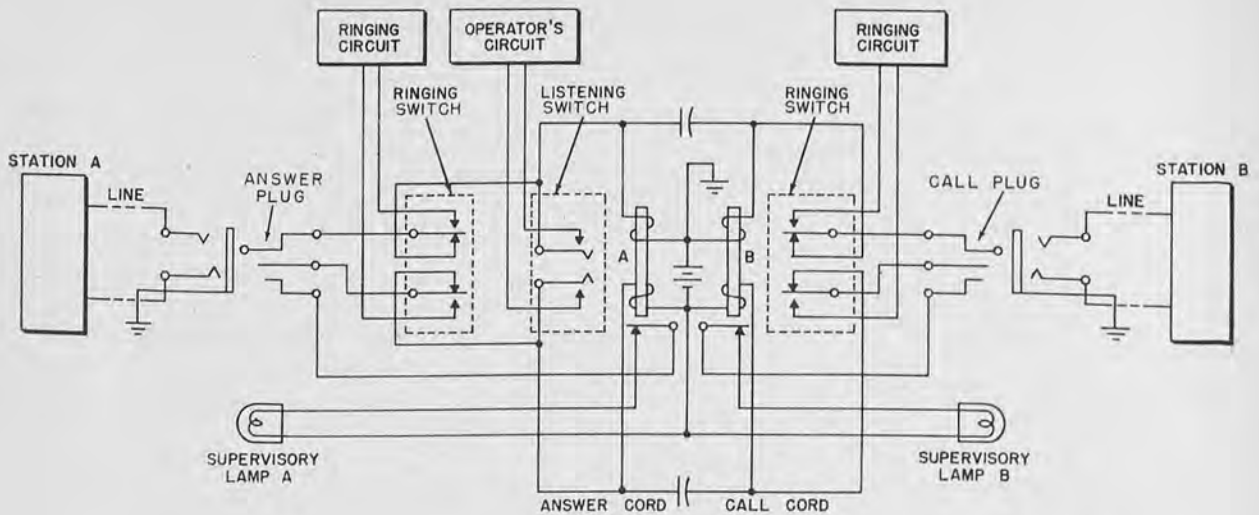 RINGING
CIRCUIT
OPERATOR'S
CIRCUIT
RINGING
CIRCUIT
RINGING
SWITCH
LISTENING
SWITCH
RINGING
SWITCH
STATION A
LINE
ANSWER
PLUG
CALL PLUG
LINE
STATION B
A
B
SUPERVISORY
LAMP A
SUPERVISORY
LAMP B
ANSWER CORD
CALL CORD